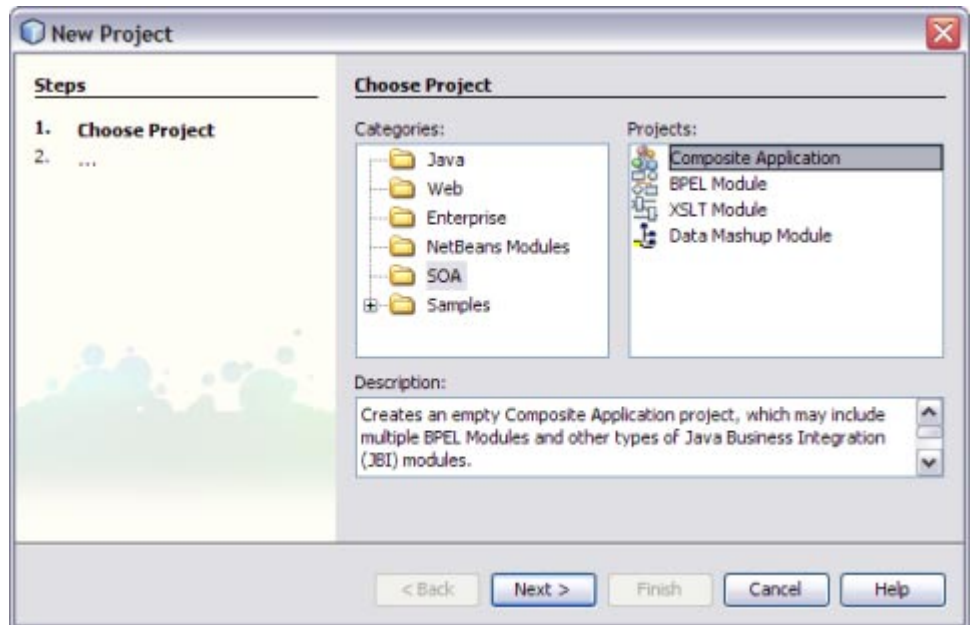 New Project
Steps
1. Choose Project
2. ...
Choose Project
Categories:
Java
Web
Enterprise
NetBeans Modules
SOA
Samples
Projects:
Composite Application
BPEL Module
XSLT Module
Data Mashup Module
Description:
Creates an empty Composite Application project, which may include
multiple BPEL Modules and other types of Java Business Integration
(JBI) modules.
< Back
Next >
Finish
Cancel
Help